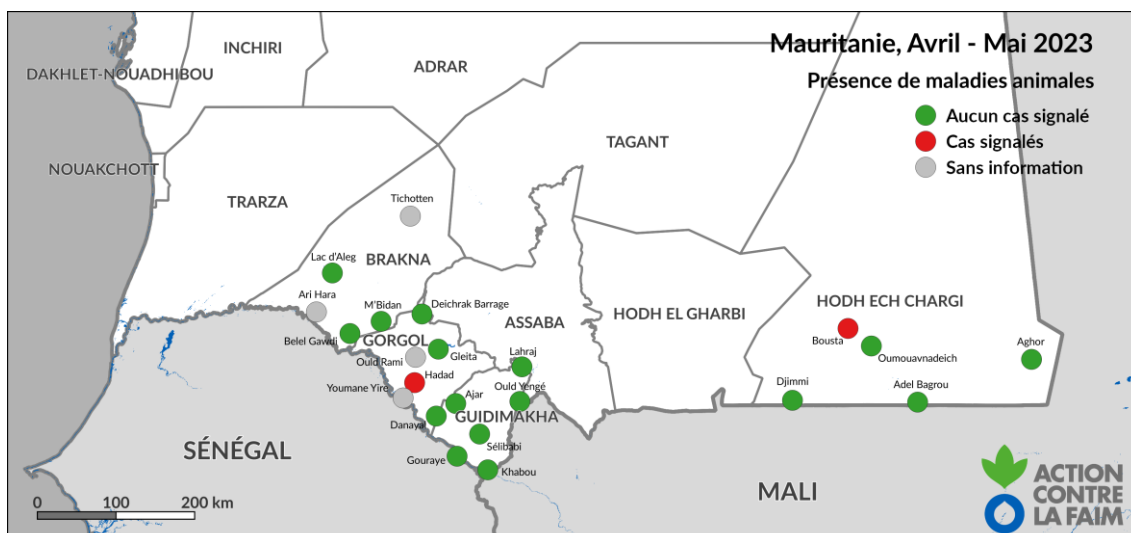 Mauritanie, Avril - Mai 2023
Présence de maladies animales
Aucun cas signalé
Cas signalés
Sans information
INCHIRI
DAKHLET-NOUADHIBOU
ADRAR
TAGANT
NOUAKCHOTT
TRARZA
Tichotten
Lac d'Aleg
BRAKNA
Ari Hara
M'Bidan
Deichrak Barrage
HODH ECH CHARGI
HODH EL GHARBI
ASSABA
Belel Gawdi
GORGOL
Bousta
Gleita
Oumouavnadeich
Aghor
Ould Rami
Lahraj
Hadad
Youmane Yire
Ajar
Ould Yengé
Djimmi
Adel Bagrou
GUIDIMAKHA
Danayal
Sélibabi
SÉNÉGAL
Gouraye
Khabou
MALI
0 100 200 km
ACTION
CONTRE
LA FAIM